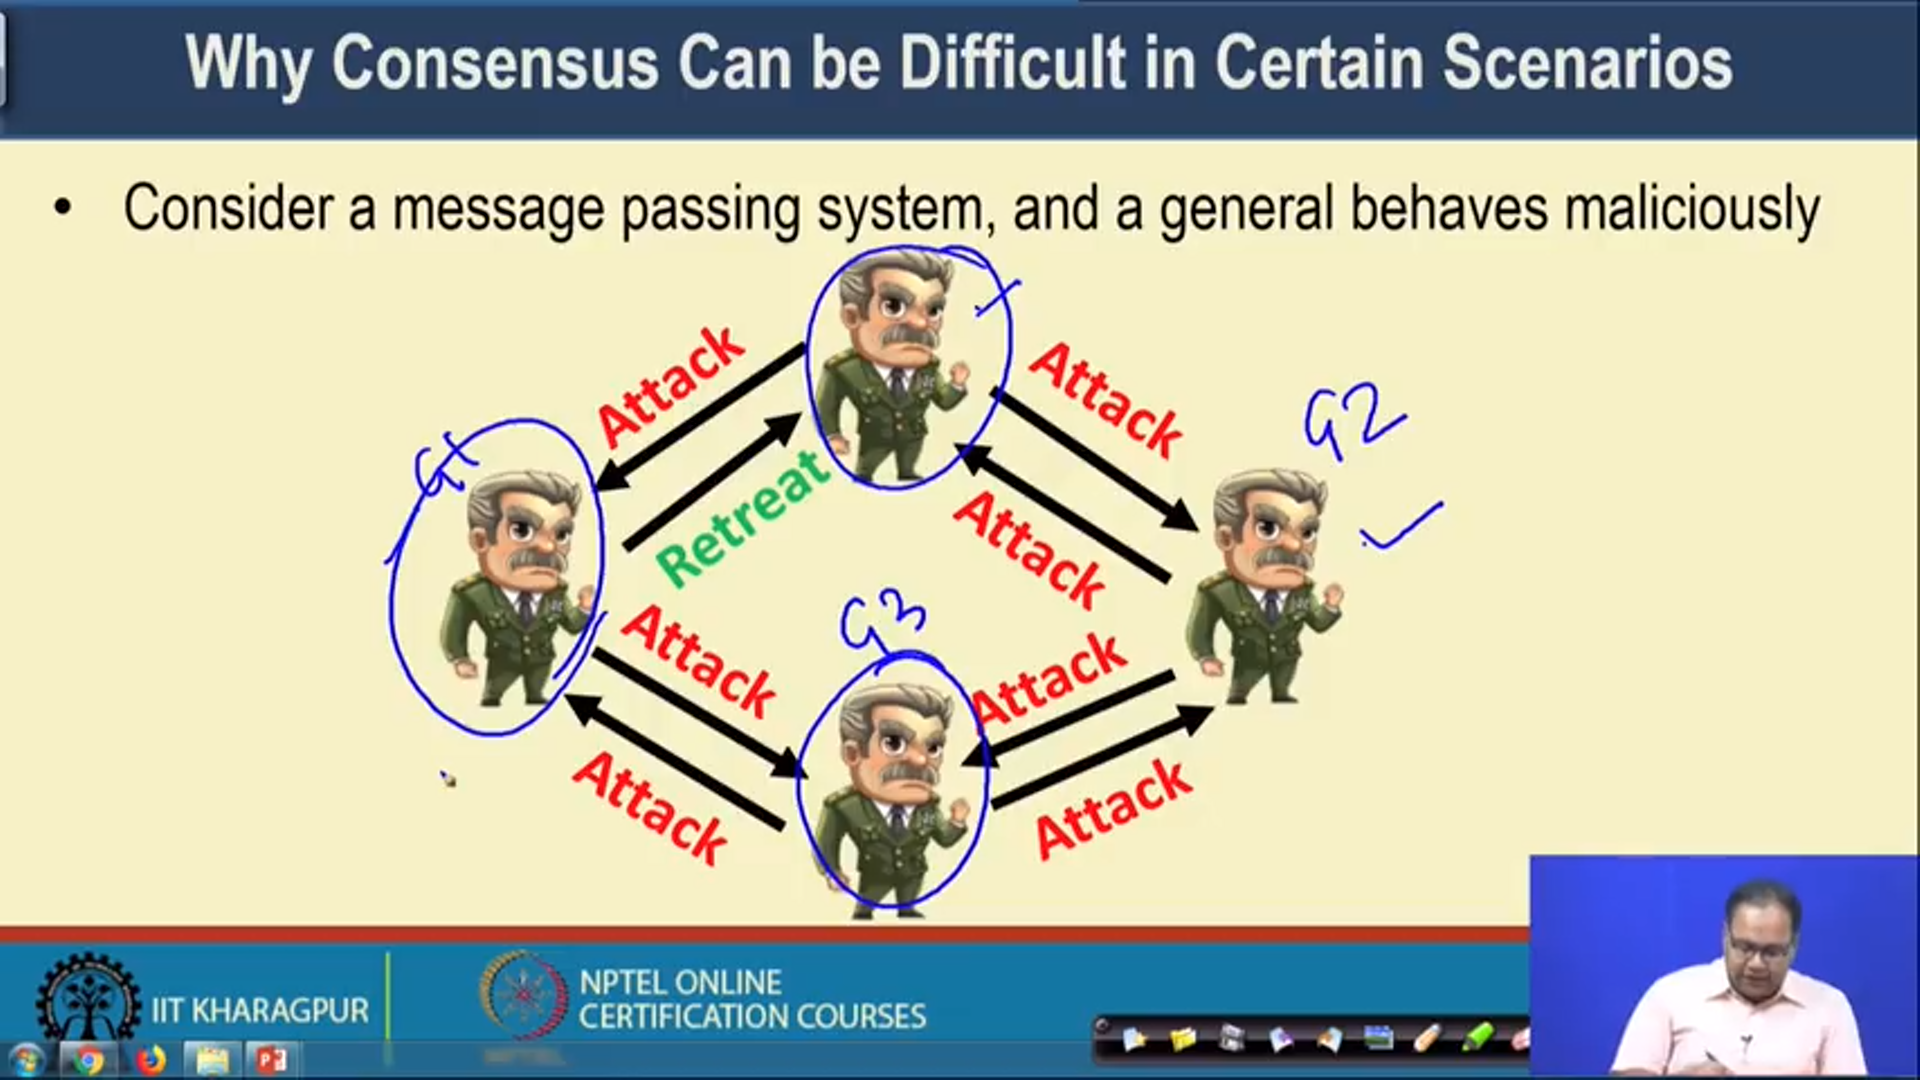 Why Consensus Can be Difficult in Certain Scenarios
• Consider a message passing system, and a general behaves maliciously
Attack
Attack
G2
G1
Retreat
Attack
G3
Attack
Attack
Attack
Attack
IIT KHARAGPUR
NPTEL ONLINE
CERTIFICATION COURSES